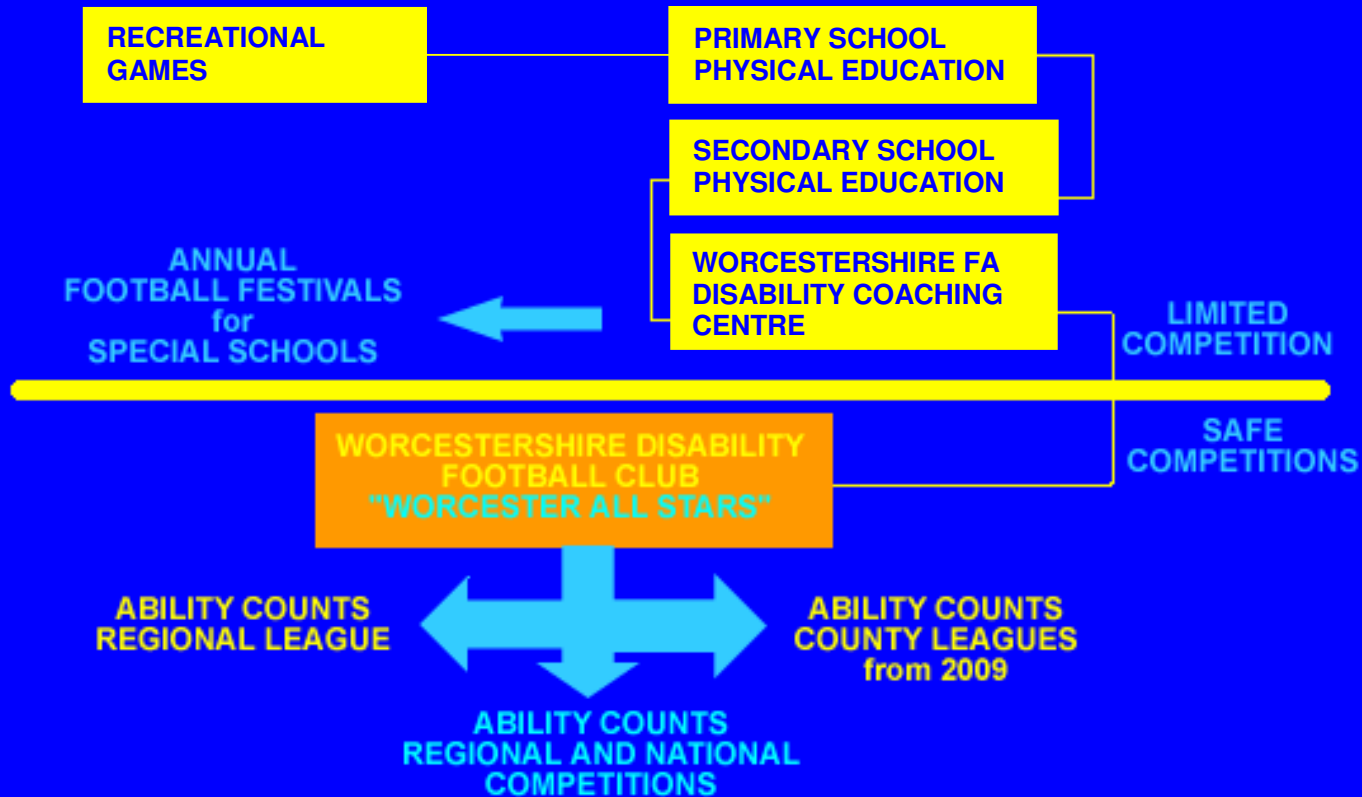 RECREATIONAL
GAMES
PRIMARY SCHOOL
PHYSICAL EDUCATION
SECONDARY SCHOOL
PHYSICAL EDUCATION
WORCESTERSHIRE FA
DISABILITY COACHING
CENTRE
ANNUAL
FOOTBALL FESTIVALS
for
SPECIAL SCHOOLS
LIMITED
COMPETITION
SAFE
COMPETITIONS
WORCESTERSHIRE DISABILITY
FOOTBALL CLUB
"WORCESTER ALL STARS"
ABILITY COUNTS
REGIONAL LEAGUE
ABILITY COUNTS
COUNTY LEAGUES
from 2009
ABILITY COUNTS
REGIONAL AND NATIONAL
COMPETITIONS